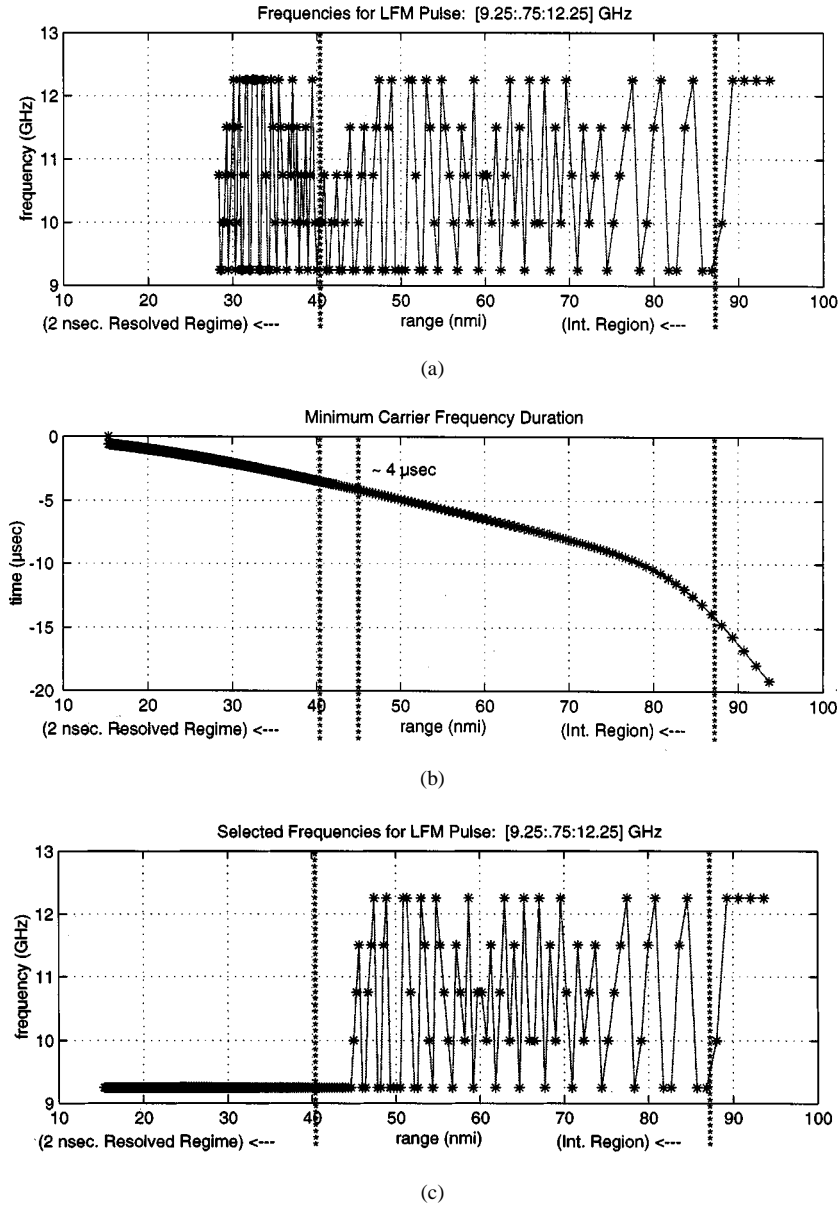 Frequencies for LFM Pulse: [9.25:.75:12.25] GHz
13
12
11
10
9
frequency (GHz)
10 20 30 40 50 60 70 80 90 100
(2 nsec. Resolved Regime) <--- range (nmi) (Int. Region) <---
(a)
Minimum Carrier Frequency Duration
0
-5
-10
-15
-20
time (μsec)
~ 4 μsec
10 20 30 40 50 60 70 80 90 100
(2 nsec. Resolved Regime) <--- range (nmi) (Int. Region) <---
(b)
Selected Frequencies for LFM Pulse: [9.25:.75:12.25] GHz
13
12
11
10
9
frequency (GHz)
10 20 30 40 50 60 70 80 90 100
(2 nsec. Resolved Regime) <--- range (nmi) (Int. Region) <---
(c)